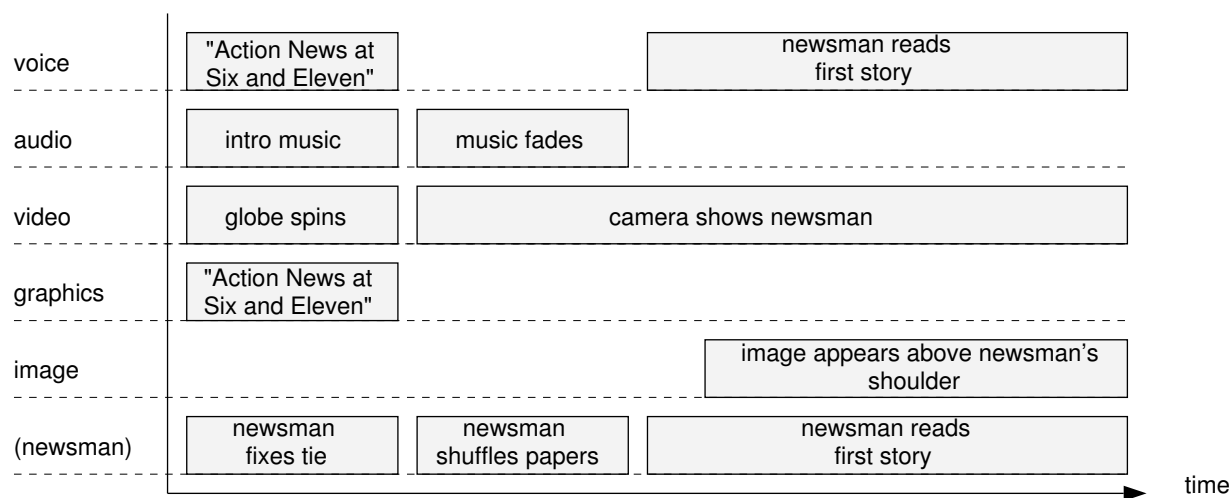 voice
"Action News at
Six and Eleven"
newsman reads
first story
audio
intro music
music fades
video
globe spins
camera shows newsman
graphics
"Action News at
Six and Eleven"
image
image appears above newsman’s
shoulder
(newsman)
newsman
fixes tie
newsman
shuffles papers
newsman reads
first story
time